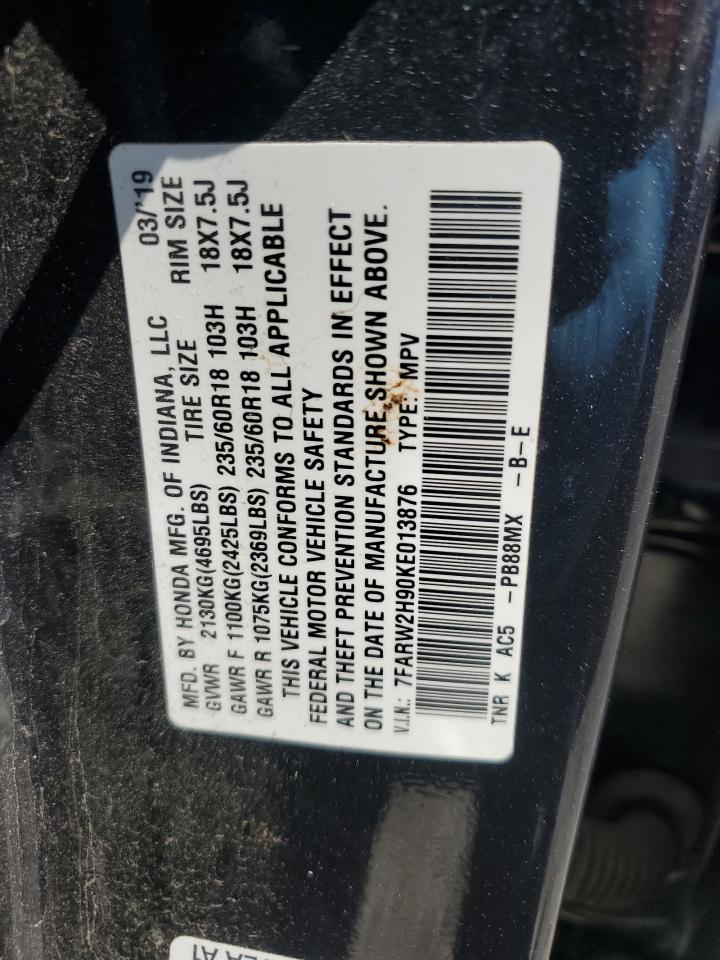 MFD. BY HONDA MFG. OF INDIANA, LLC 03/'19
GVWR 2130KG(4695LBS) TIRE SIZE RIM SIZE
GAWR F 1100KG(2425LBS) 235/60R18 103H 18X7.5J
GAWR R 1075KG(2369LBS) 235/60R18 103H 18X7.5J
THIS VEHICLE CONFORMS TO ALL APPLICABLE
FEDERAL MOTOR VEHICLE SAFETY
AND THEFT PREVENTION STANDARDS IN EFFECT
ON THE DATE OF MANUFACTURE SHOWN ABOVE.
V.I.N.: 7FARW2H90KE013876 TYPE: MPV
TNR K AC5 -PB88MX -B-E